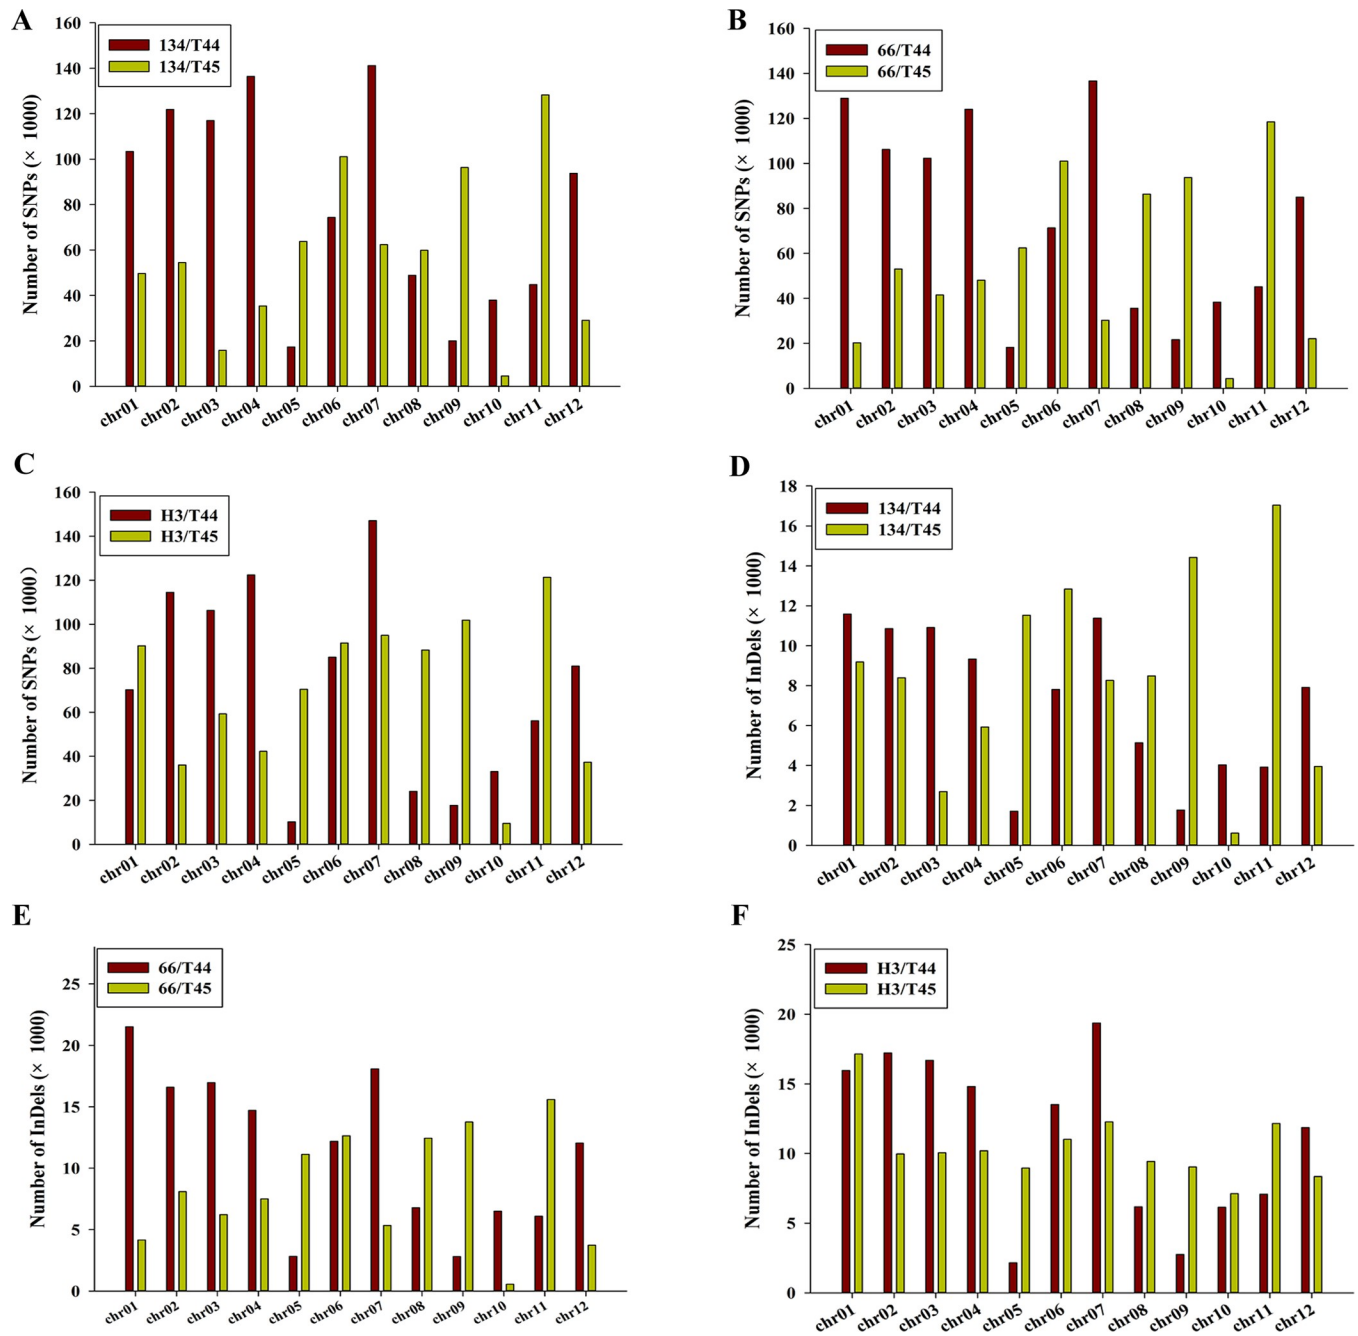 A
Number of SNPs (× 1000)
160
140
120
100
80
60
40
20
0
134/T44
134/T45
chr01
chr02
chr03
chr04
chr05
chr06
chr07
chr08
chr09
chr10
chr11
chr12
B
Number of SNPs (× 1000)
160
140
120
100
80
60
40
20
0
66/T44
66/T45
chr01
chr02
chr03
chr04
chr05
chr06
chr07
chr08
chr09
chr10
chr11
chr12
C
Number of SNPs (× 1000)
160
140
120
100
80
60
40
20
0
H3/T44
H3/T45
chr01
chr02
chr03
chr04
chr05
chr06
chr07
chr08
chr09
chr10
chr11
chr12
D
Number of InDels (× 1000)
18
16
14
12
10
8
6
4
2
0
134/T44
134/T45
chr01
chr02
chr03
chr04
chr05
chr06
chr07
chr08
chr09
chr10
chr11
chr12
E
Number of InDels (× 1000)
25
20
15
10
5
0
66/T44
66/T45
chr01
chr02
chr03
chr04
chr05
chr06
chr07
chr08
chr09
chr10
chr11
chr12
F
Number of InDels (× 1000)
25
20
15
10
5
0
H3/T44
H3/T45
chr01
chr02
chr03
chr04
chr05
chr06
chr07
chr08
chr09
chr10
chr11
chr12